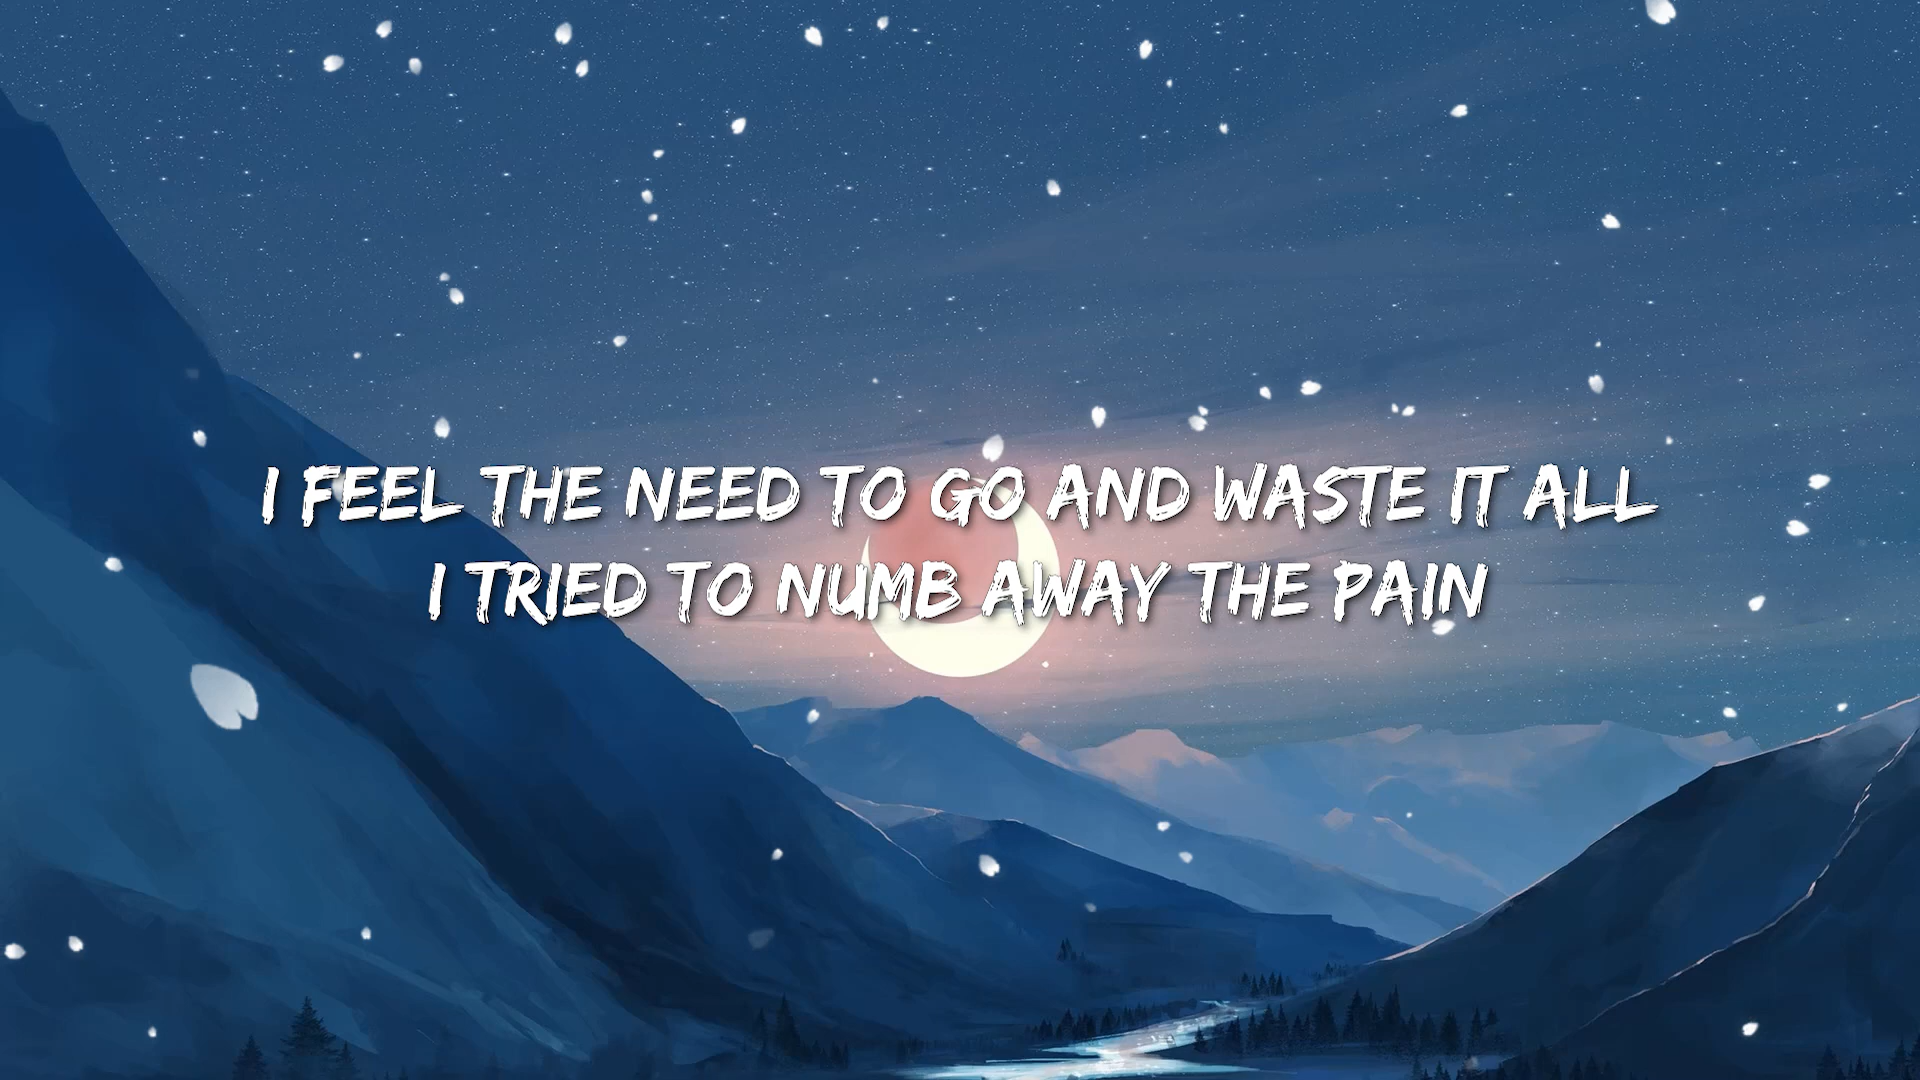 I FEEL THE NEED TO GO AND WASTE IT ALL
I TRIED TO NUMB AWAY THE PAIN